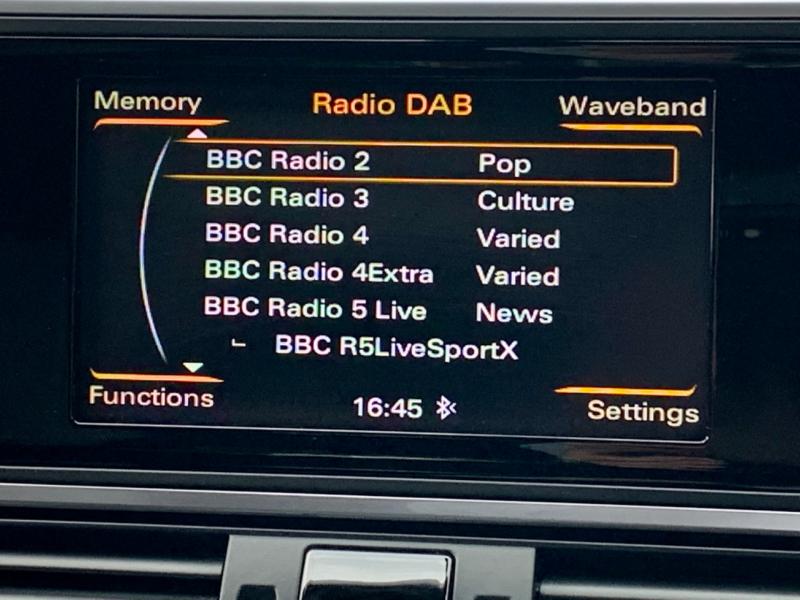 Memory Radio DAB Waveband
BBC Radio 2 Pop
BBC Radio 3 Culture
BBC Radio 4 Varied
BBC Radio 4Extra Varied
BBC Radio 5 Live News
BBC R5LiveSportX
Functions 16:45 Settings